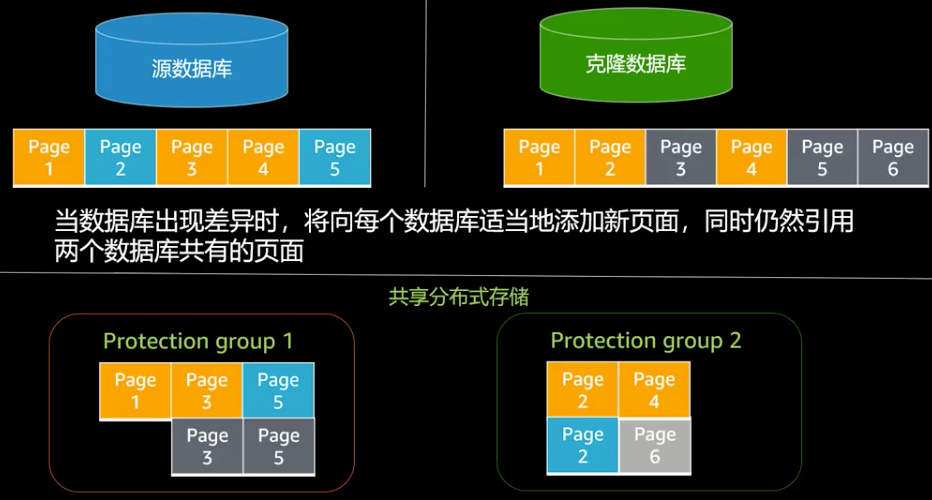 源数据库
克隆数据库
Page 1
Page 2
Page 3
Page 4
Page 5
Page 1
Page 2
Page 3
Page 4
Page 5
Page 6
当数据库出现差异时，将向每个数据库适当地添加新页面，同时仍然引用
两个数据库共有的页面
共享分布式存储
Protection group 1
Page 1
Page 3
Page 5
Page 3
Page 5
Protection group 2
Page 2
Page 4
Page 2
Page 6